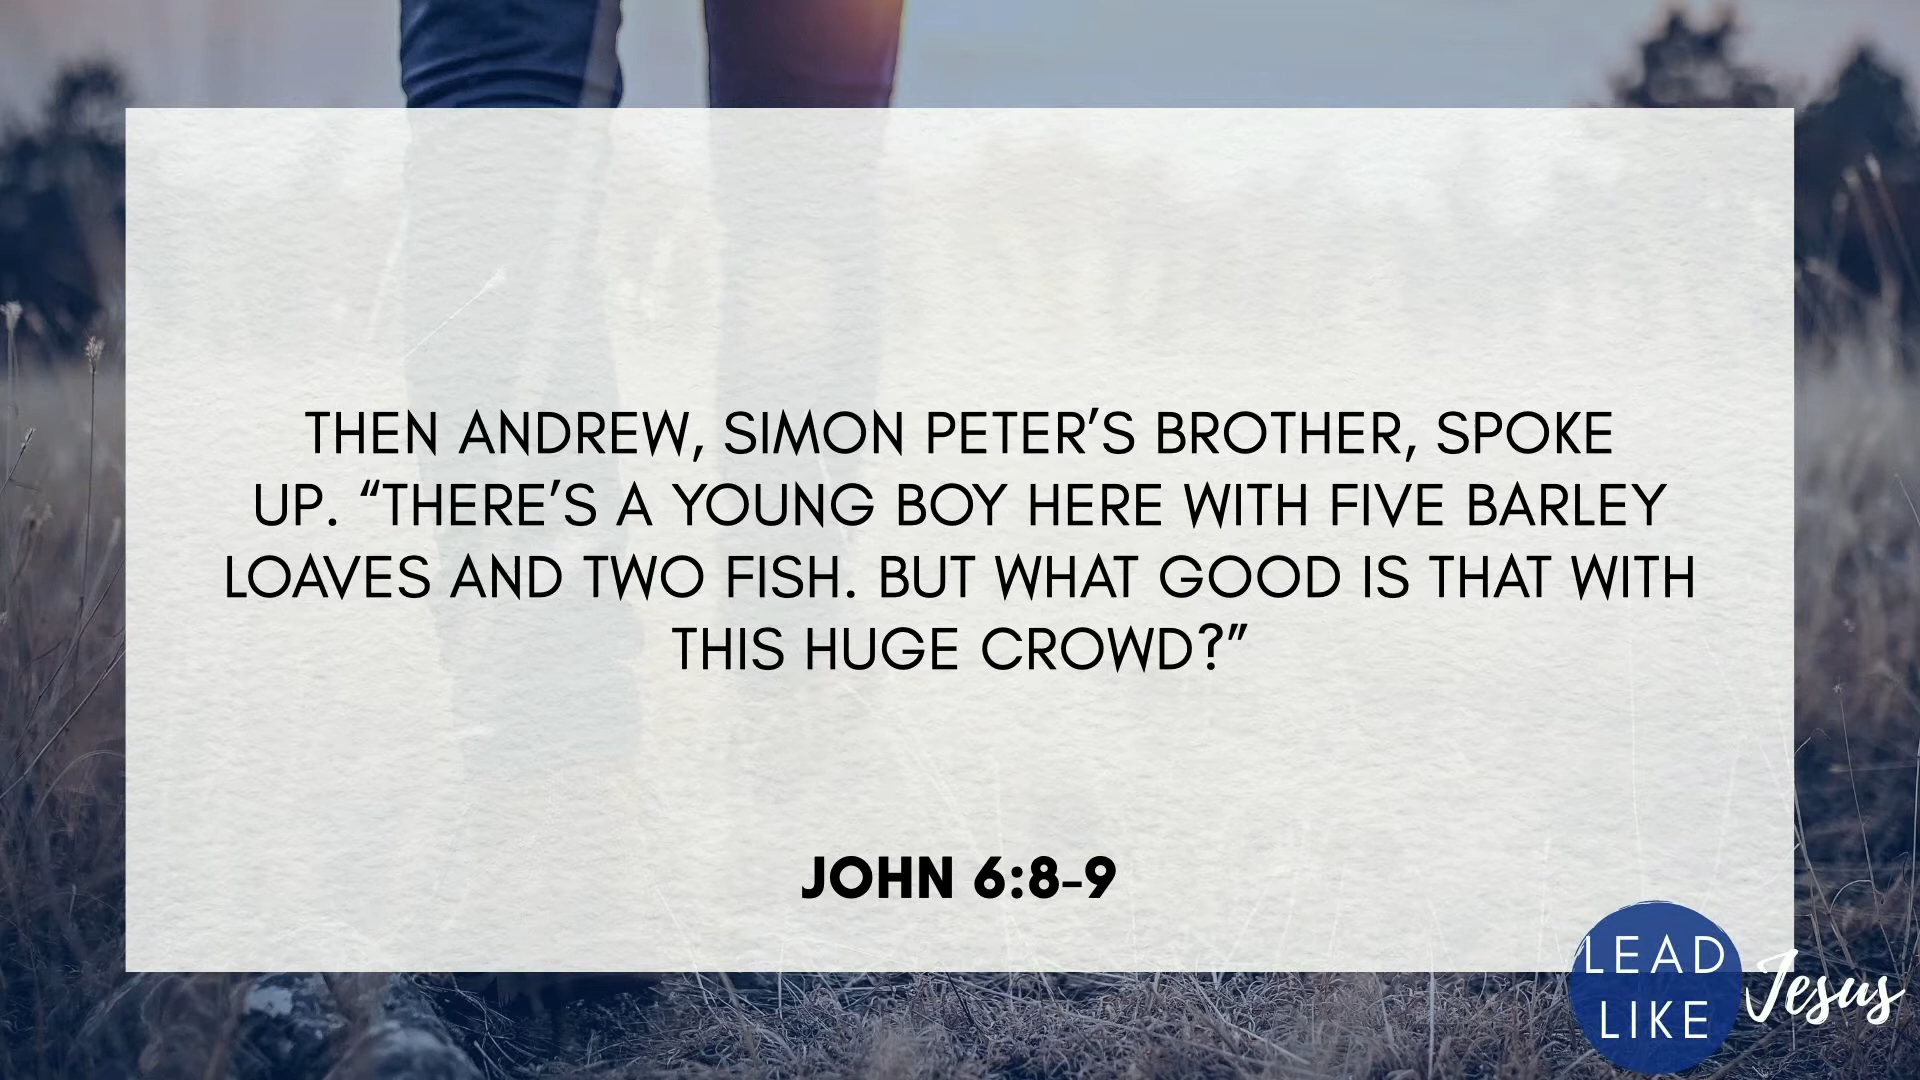 THEN ANDREW, SIMON PETER’S BROTHER, SPOKE
UP. “THERE’S A YOUNG BOY HERE WITH FIVE BARLEY
LOAVES AND TWO FISH. BUT WHAT GOOD IS THAT WITH
THIS HUGE CROWD?”
JOHN 6:8-9
LEAD
LIKE Jesus